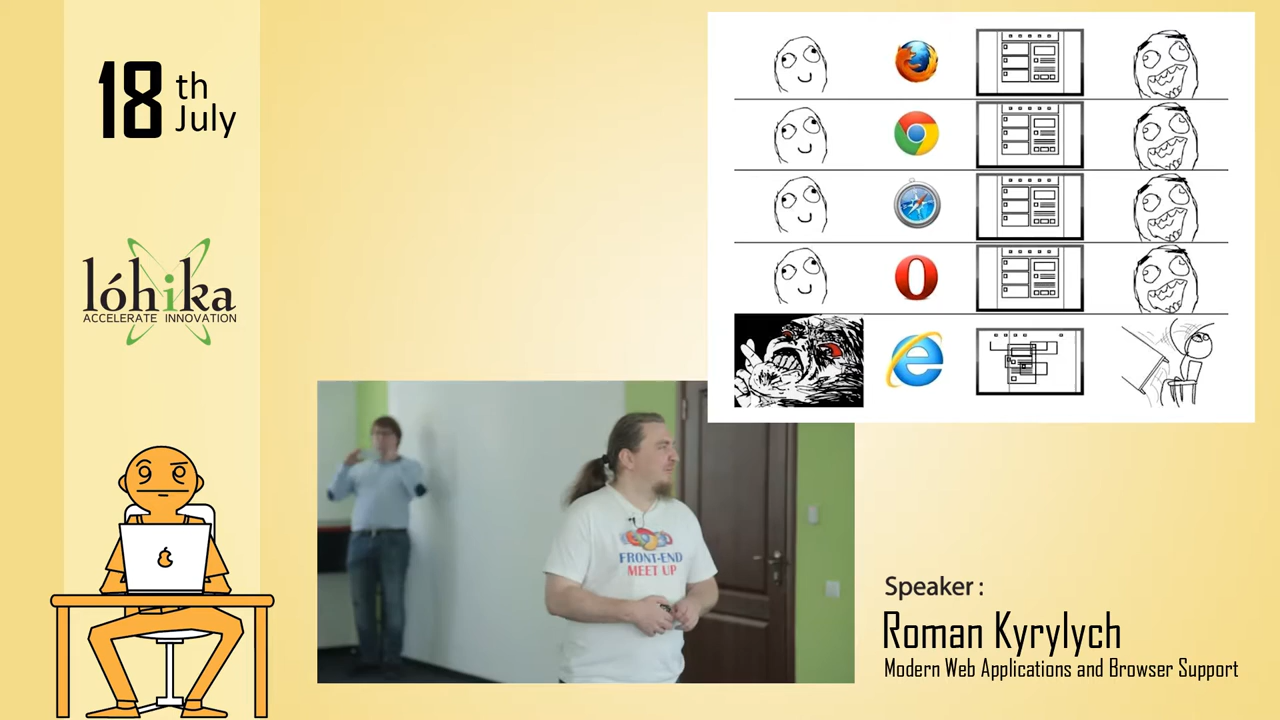 18 th
July
lóhika
ACCELERATE INNOVATION
FRONT-END
MEET UP
Speaker :
Roman Kyrylych
Modern Web Applications and Browser Support